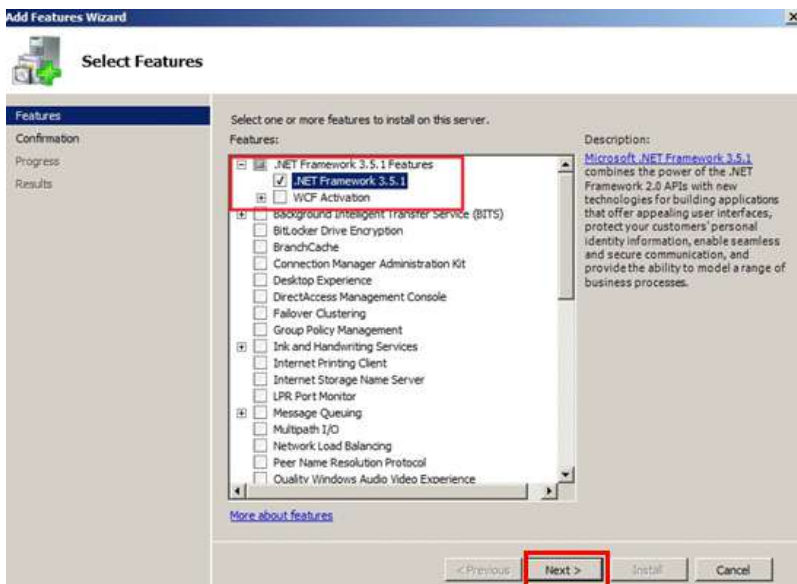 Add Features Wizard
Select Features
Features
Confirmation
Progress
Results
Select one or more features to install on this server.
Features:
.NET Framework 3.5.1 Features
.NET Framework 3.5.1
WCF Activation
Background Intelligent Transfer Service (BITS)
BitLocker Drive Encryption
BranchCache
Connection Manager Administration Kit
Desktop Experience
DirectAccess Management Console
Failover Clustering
Group Policy Management
Ink and Handwriting Services
Internet Printing Client
Internet Storage Name Server
LPR Port Monitor
Message Queuing
Multipath I/O
Network Load Balancing
Peer Name Resolution Protocol
Quality Windows Audio Video Experience
More about features
Description:
Microsoft .NET Framework 3.5.1
combines the power of the .NET
Framework 2.0 APIs with new
technologies for building applications
that offer appealing user interfaces,
protect your customers' personal
identity information, enable seamless
and secure communication, and
provide the ability to model a range of
business processes.
< Previous
Next >
Install
Cancel